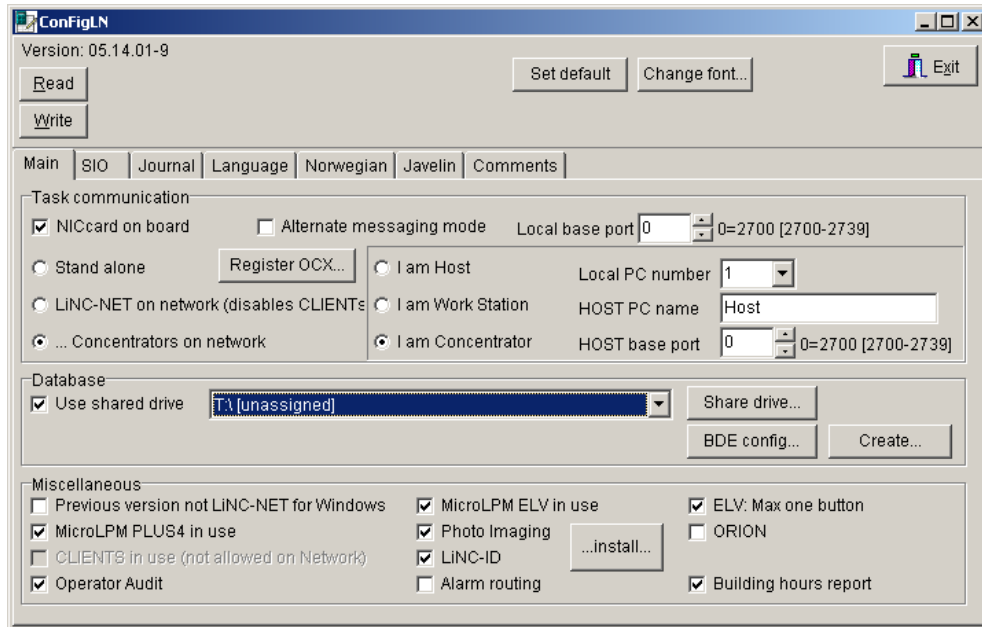 ConFigLN
Version: 05.14.01-9
Read
Set default
Change font...
Exit
Write
Main
SIO
Journal
Language
Norwegian
Javelin
Comments
Task communication
NICcard on board
Alternate messaging mode
Local base port
0
0=2700 [2700-2739]
Stand alone
Register OCX...
I am Host
Local PC number
1
LiNC-NET on network (disables CLIENTs
I am Work Station
HOST PC name
Host
... Concentrators on network
I am Concentrator
HOST base port
0
0=2700 [2700-2739]
Database
Use shared drive
T:\ [unassigned]
Share drive...
BDE config...
Create...
Miscellaneous
Previous version not LiNC-NET for Windows
MicroLPM ELV in use
ELV: Max one button
MicroLPM PLUS4 in use
Photo Imaging
...install...
ORION
CLIENTS in use (not allowed on Network)
LiNC-ID
Operator Audit
Alarm routing
Building hours report